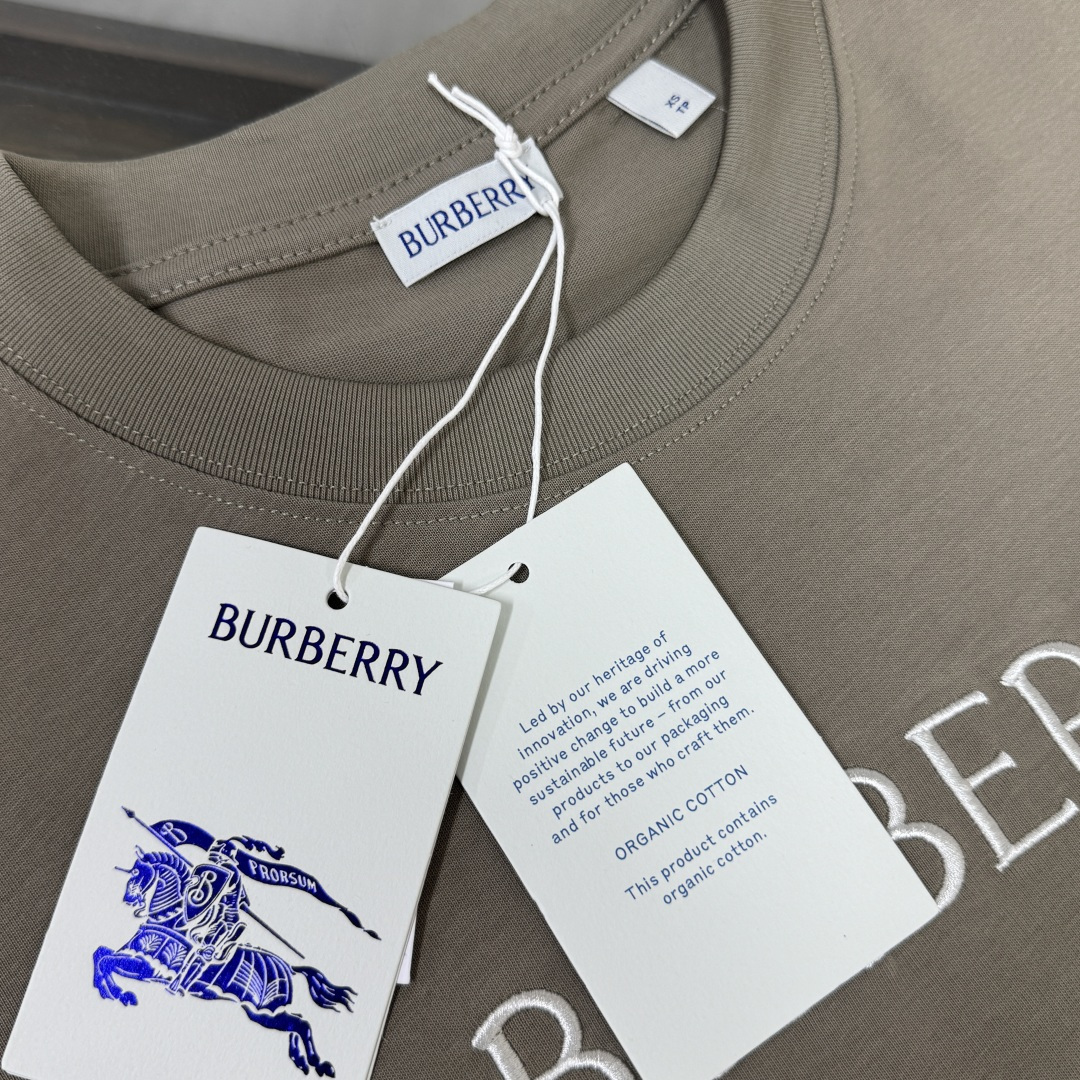 XS
TP
BURBERRY
BURBERRY
PRORSUM
Led by our heritage of
innovation, we are driving
positive change to build a more
sustainable future – from our
products to our packaging
and for those who craft them.
ORGANIC COTTON
This product contains
organic cotton.
BER
B